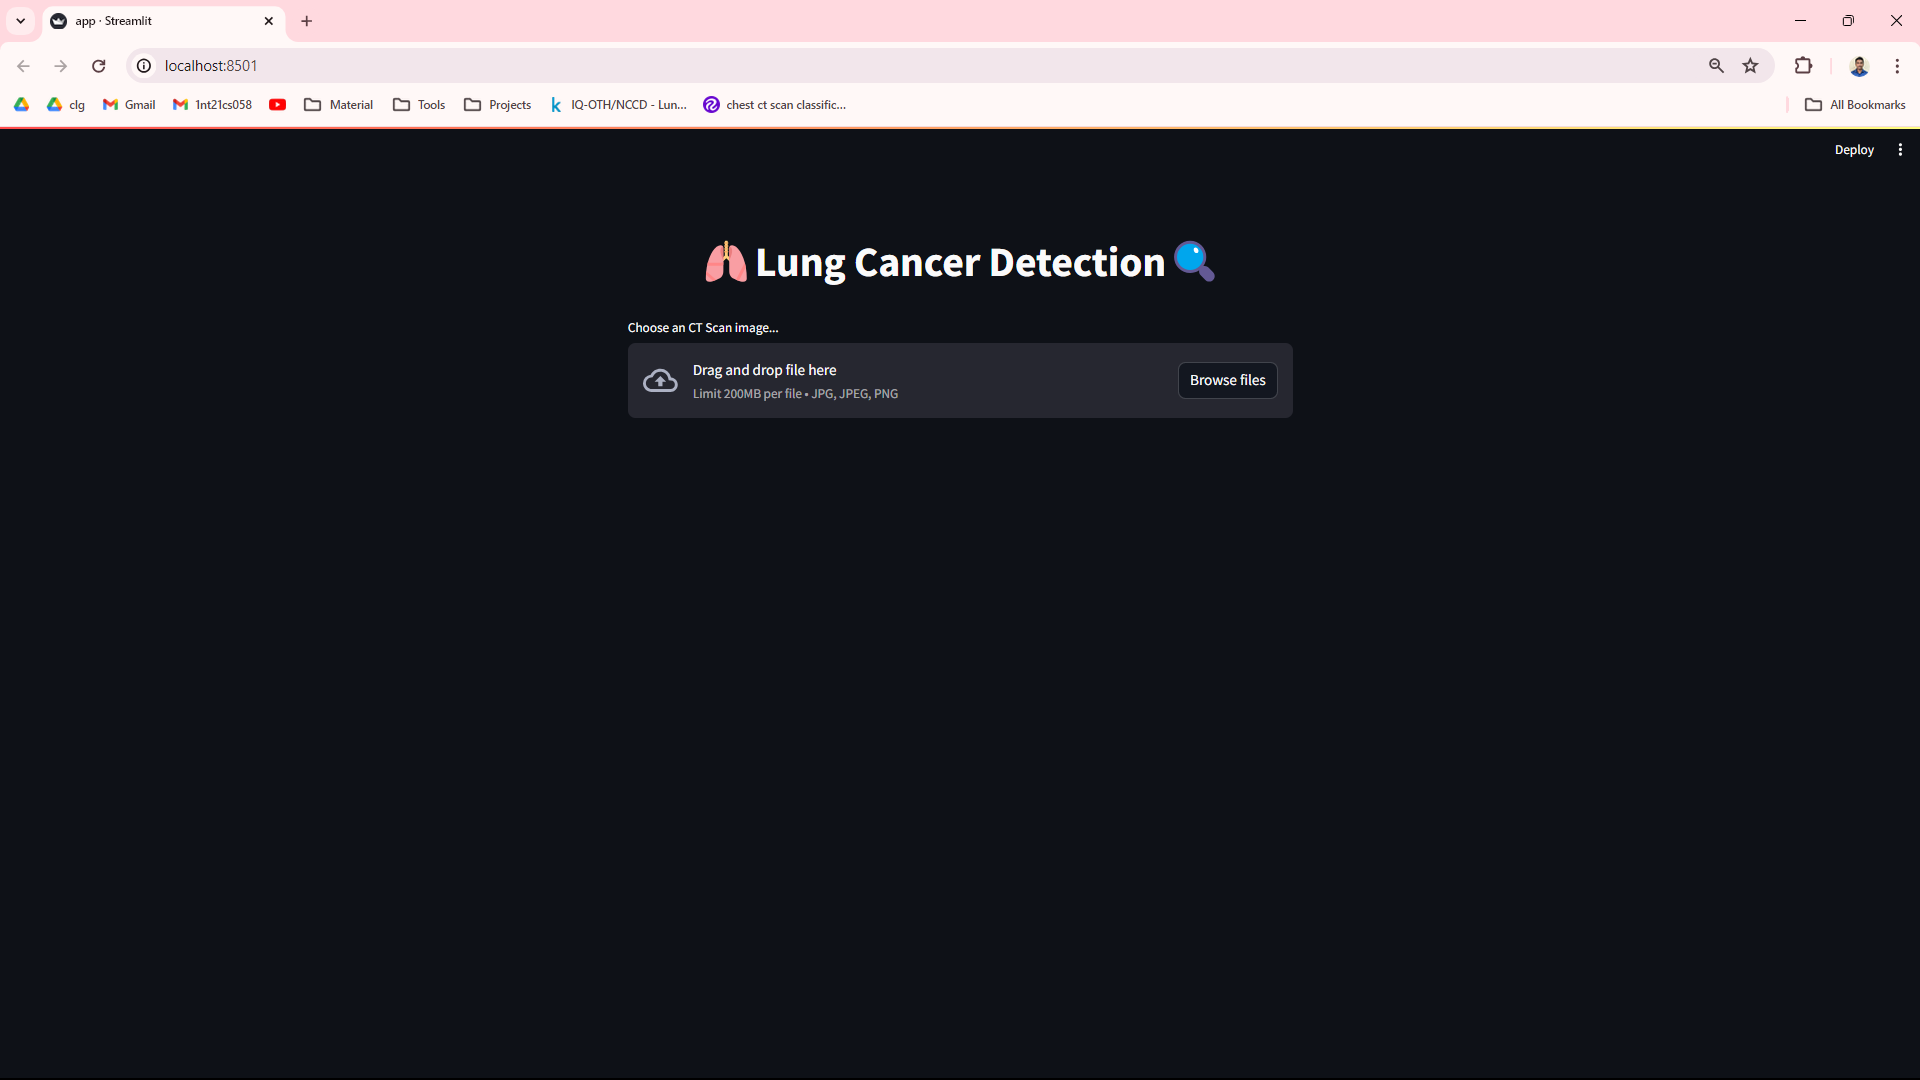 app · Streamlit
localhost:8501
clg
Gmail
1nt21cs058
Material
Tools
Projects
IQ-OTH/NCCD - Lun...
chest ct scan classific...
All Bookmarks
Deploy
Lung Cancer Detection
Choose an CT Scan image...
Drag and drop file here
Limit 200MB per file • JPG, JPEG, PNG
Browse files